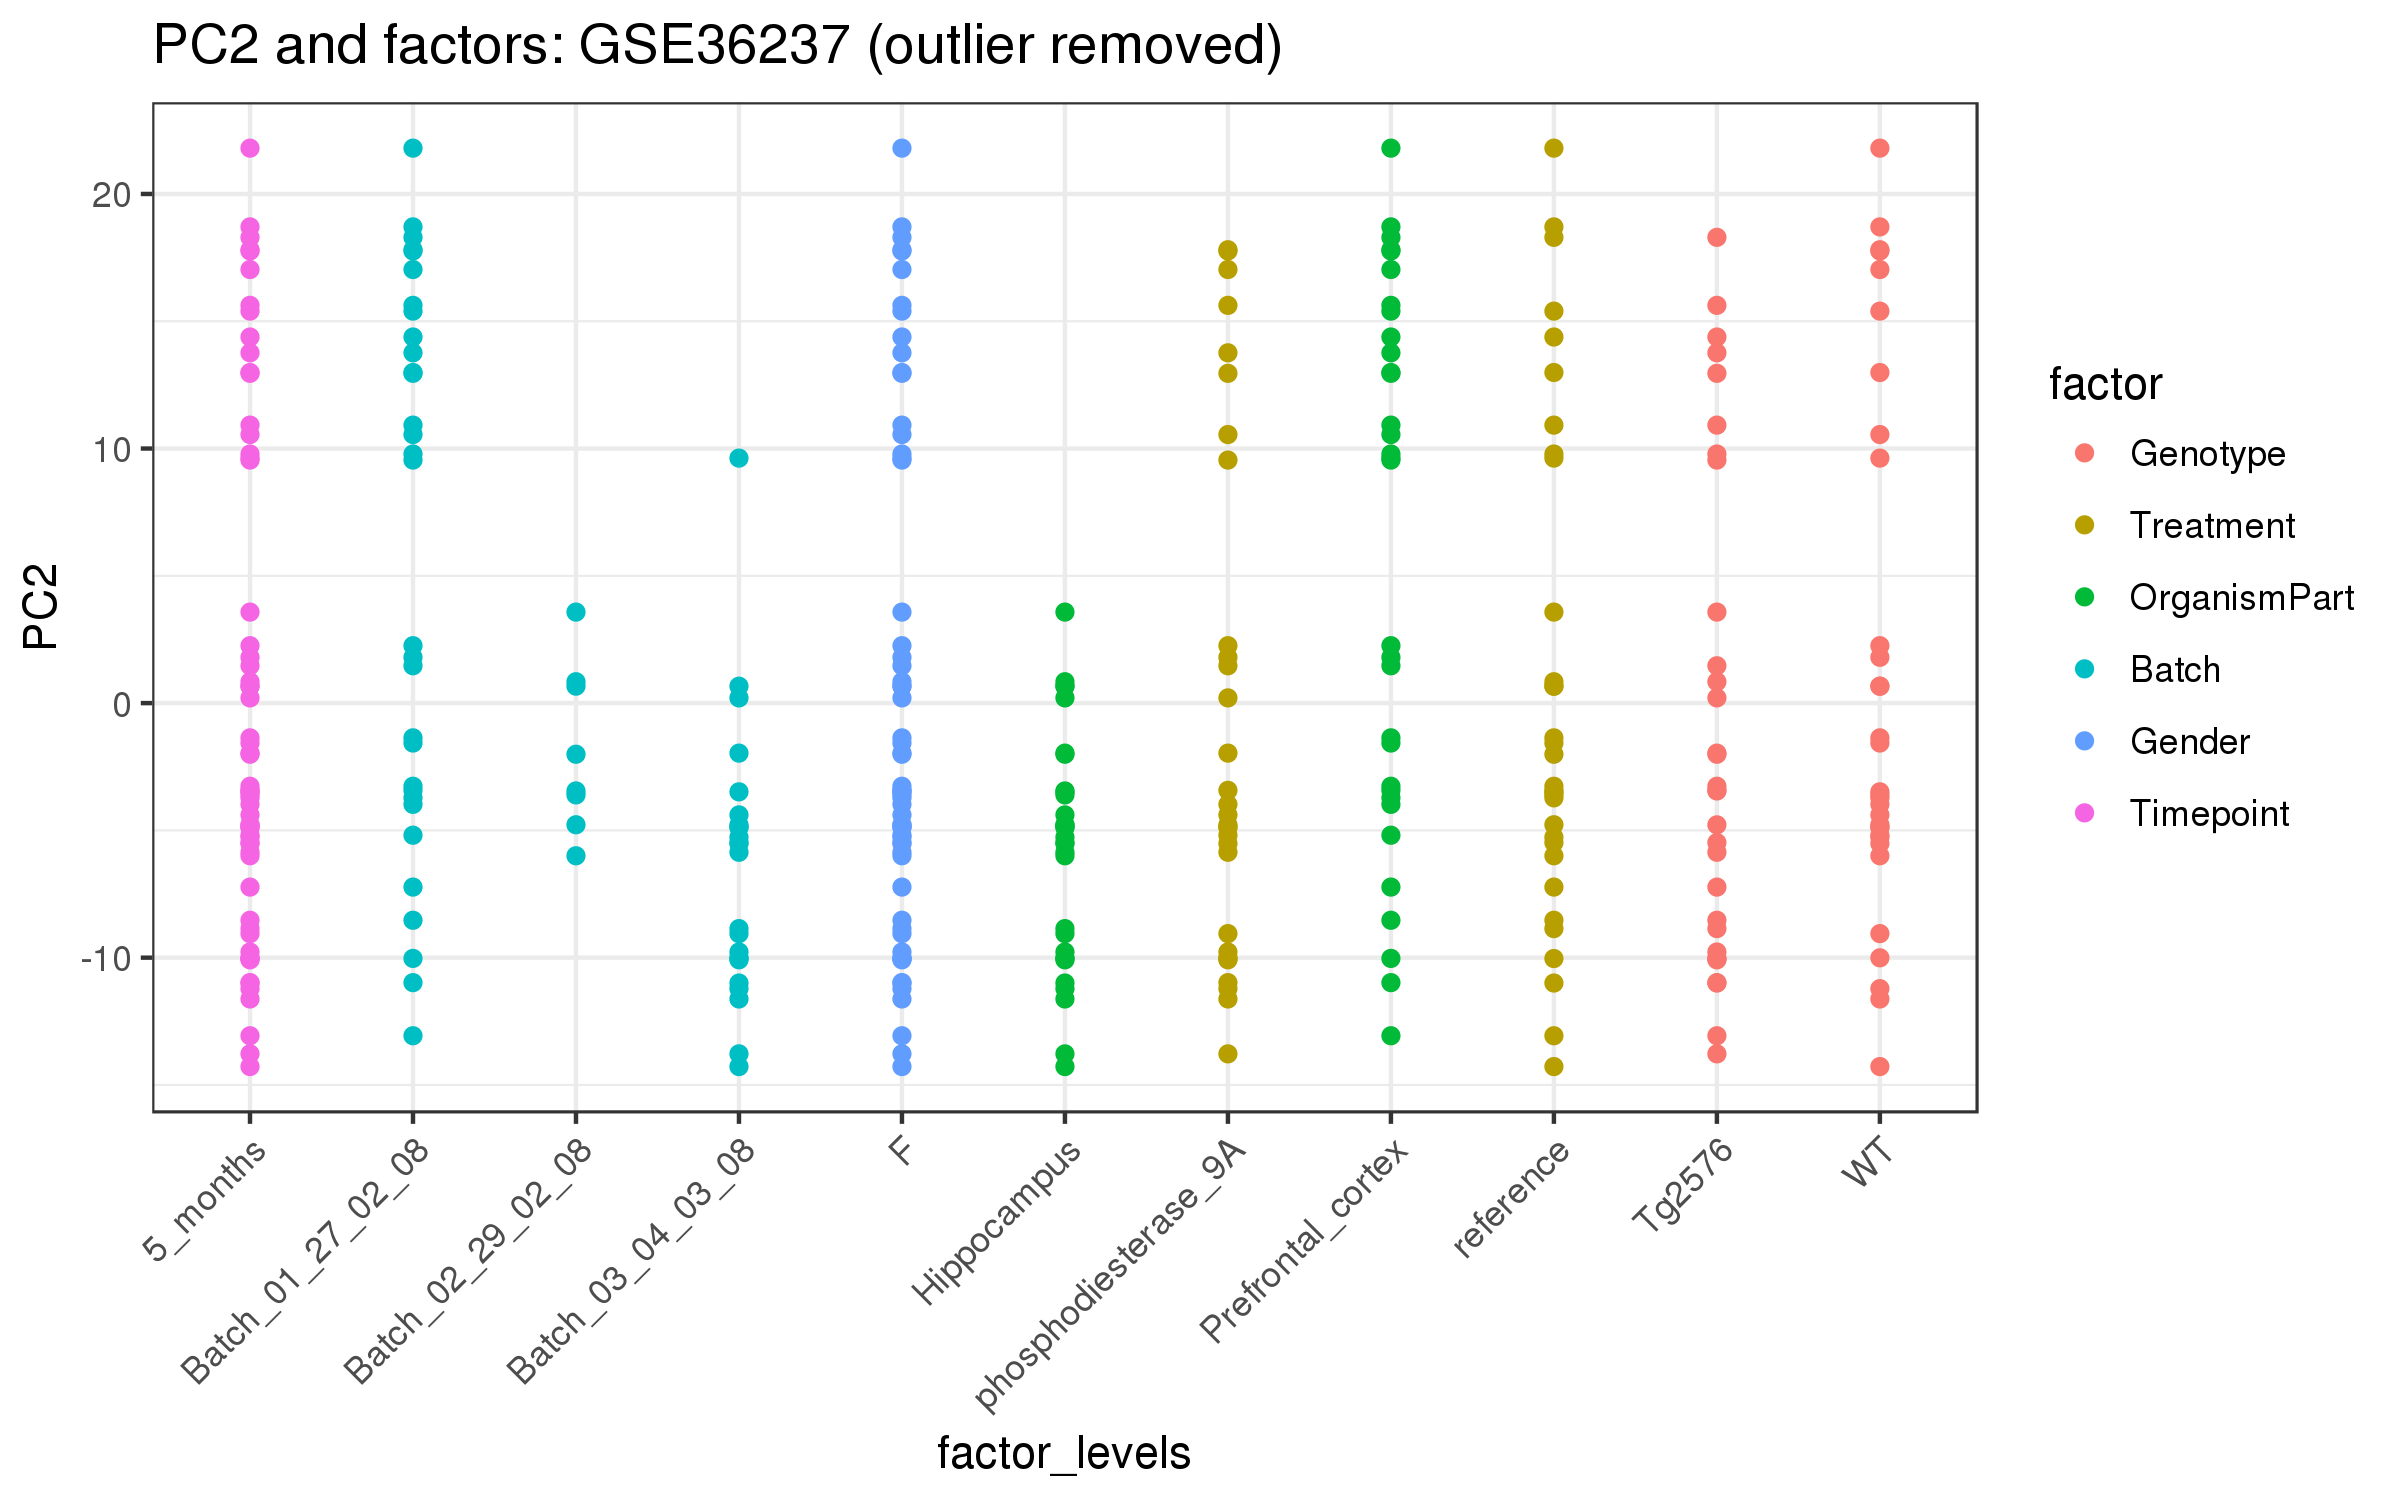 PC2 and factors: GSE36237 (outlier removed)
20
10
0
-10
PC2
5_months
Batch_01_27_02_08
Batch_02_29_02_08
Batch_03_04_03_08
F
Hippocampus
phosphodiesterase_9A
Prefrontal_cortex
reference
Tg2576
WT
factor_levels
factor
Genotype
Treatment
OrganismPart
Batch
Gender
Timepoint